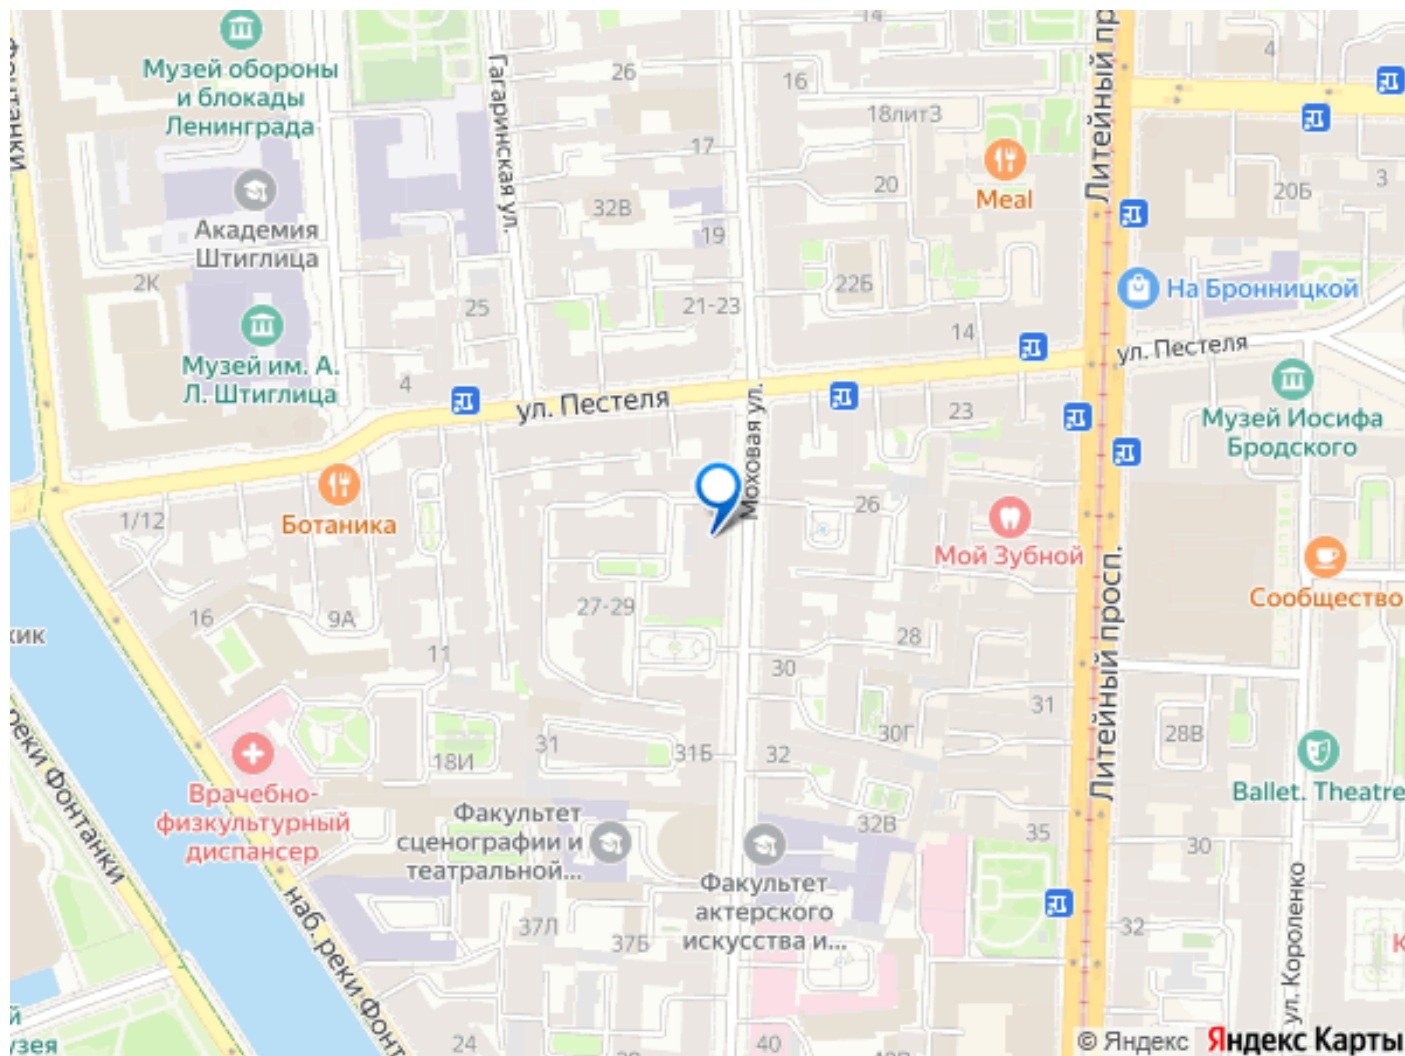 Фонтанки
Музей обороны
и блокады
Ленинграда
Гагаринская ул.
26
14
16
Литейный пр
4
18лит3
17
Академия
Штиглица
32В
20
Meal
20Б
3
19
2К
22Б
На Бронницкой
25
21-23
14
Музей им. А.
Л. Штиглица
4
ул. Пестеля
ул. Пестеля
Моховая ул.
23
Музей Иосифа
Бродского
1/12
Ботаника
26
Мой Зубной
Сообщество
Литейный просп.
16
9А
27-29
28
11
30
31
30Г
28В
реки Фонтанки
31
31Б
32
18И
Врачебно-
физкультурный
диспансер
Ballet. Theatre
Факультет
сценографии и
театральной...
32В
35
30
Факультет
актерского
искусства и...
наб. реки Фонт
37Л
37Б
32
ул. Короленко
24
40
© Яндекс Яндекс Карты